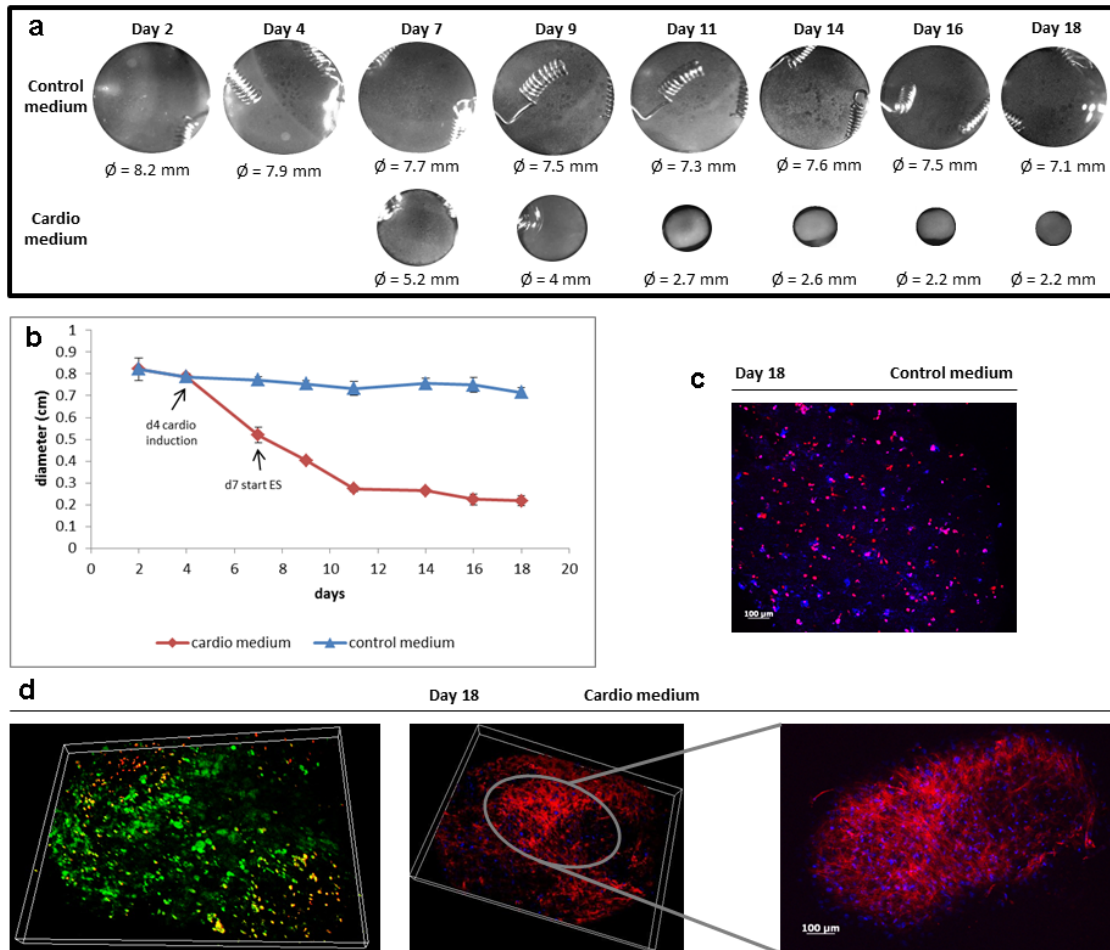 a
Day 2 Day 4 Day 7 Day 9 Day 11 Day 14 Day 16 Day 18
Control
medium
Ø = 8.2 mm Ø = 7.9 mm Ø = 7.7 mm Ø = 7.5 mm Ø = 7.3 mm Ø = 7.6 mm Ø = 7.5 mm Ø = 7.1 mm
Cardio
medium
Ø = 5.2 mm Ø = 4 mm Ø = 2.7 mm Ø = 2.6 mm Ø = 2.2 mm Ø = 2.2 mm
b
1
0.9
0.8
0.7
0.6
0.5
0.4
0.3
0.2
0.1
0
diameter (cm)
d4 cardio
induction
d7 start ES
0 2 4 6 8 10 12 14 16 18 20
days
cardio medium control medium
c
Day 18 Control medium
100 µm
d
Day 18 Cardio medium
100 µm